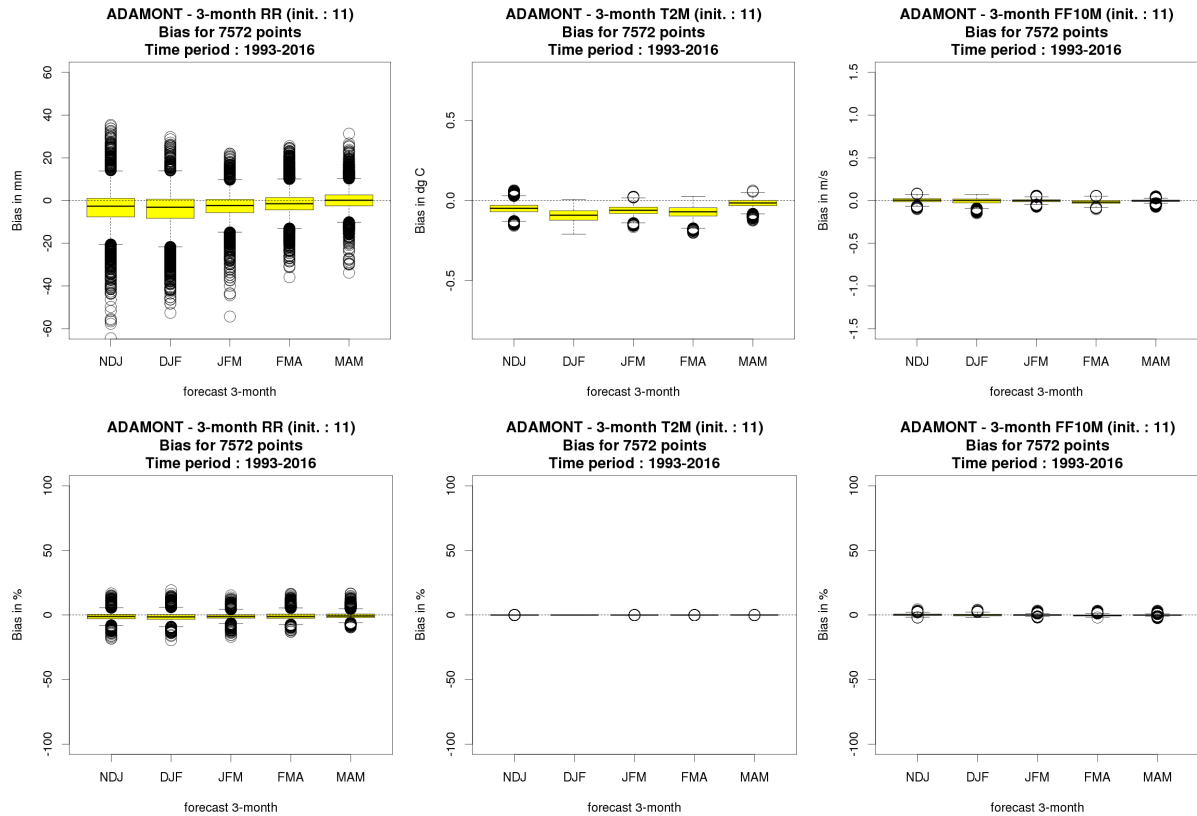 ADAMONT - 3-month RR (init. : 11)
Bias for 7572 points
Time period : 1993-2016
Bias in mm
60
40
20
0
-20
-40
-60
NDJ DJF JFM FMA MAM
forecast 3-month
ADAMONT - 3-month T2M (init. : 11)
Bias for 7572 points
Time period : 1993-2016
Bias in dg C
0.5
0.0
-0.5
NDJ DJF JFM FMA MAM
forecast 3-month
ADAMONT - 3-month FF10M (init. : 11)
Bias for 7572 points
Time period : 1993-2016
Bias in m/s
1.5
1.0
0.5
0.0
-0.5
-1.0
-1.5
NDJ DJF JFM FMA MAM
forecast 3-month
ADAMONT - 3-month RR (init. : 11)
Bias for 7572 points
Time period : 1993-2016
Bias in %
100
50
0
-50
-100
NDJ DJF JFM FMA MAM
forecast 3-month
ADAMONT - 3-month T2M (init. : 11)
Bias for 7572 points
Time period : 1993-2016
Bias in %
100
50
0
-50
-100
NDJ DJF JFM FMA MAM
forecast 3-month
ADAMONT - 3-month FF10M (init. : 11)
Bias for 7572 points
Time period : 1993-2016
Bias in %
100
50
0
-50
-100
NDJ DJF JFM FMA MAM
forecast 3-month